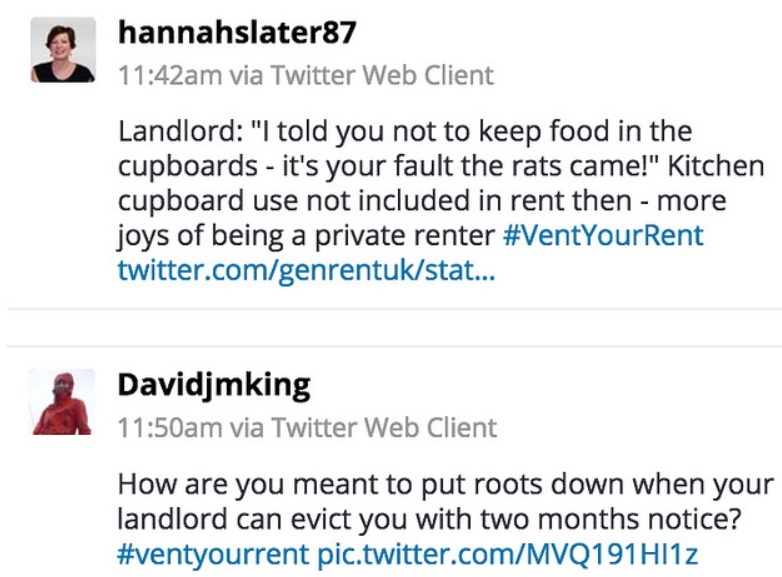 hannahslater87
11:42am via Twitter Web Client
Landlord: "I told you not to keep food in the
cupboards - it's your fault the rats came!" Kitchen
cupboard use not included in rent then - more
joys of being a private renter #VentYourRent
twitter.com/genrentuk/stat...
Davidjmking
11:50am via Twitter Web Client
How are you meant to put roots down when your
landlord can evict you with two months notice?
#ventyourrent pic.twitter.com/MVQ191HI1z